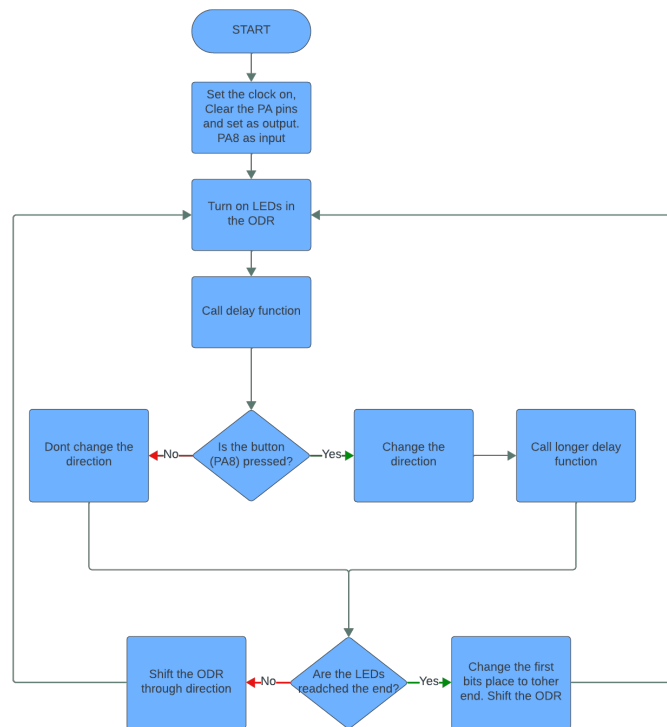 START
Set the clock on,
Clear the PA pins
and set as output.
PA8 as input
Turn on LEDs in
the ODR
Call delay function
Dont change the
direction
No
Is the button
(PA8) pressed?
Yes
Change the
direction
Call longer delay
function
Shift the ODR
through direction
No
Are the LEDs
readched the end?
Yes
Change the first
bits place to toher
end. Shift the ODR